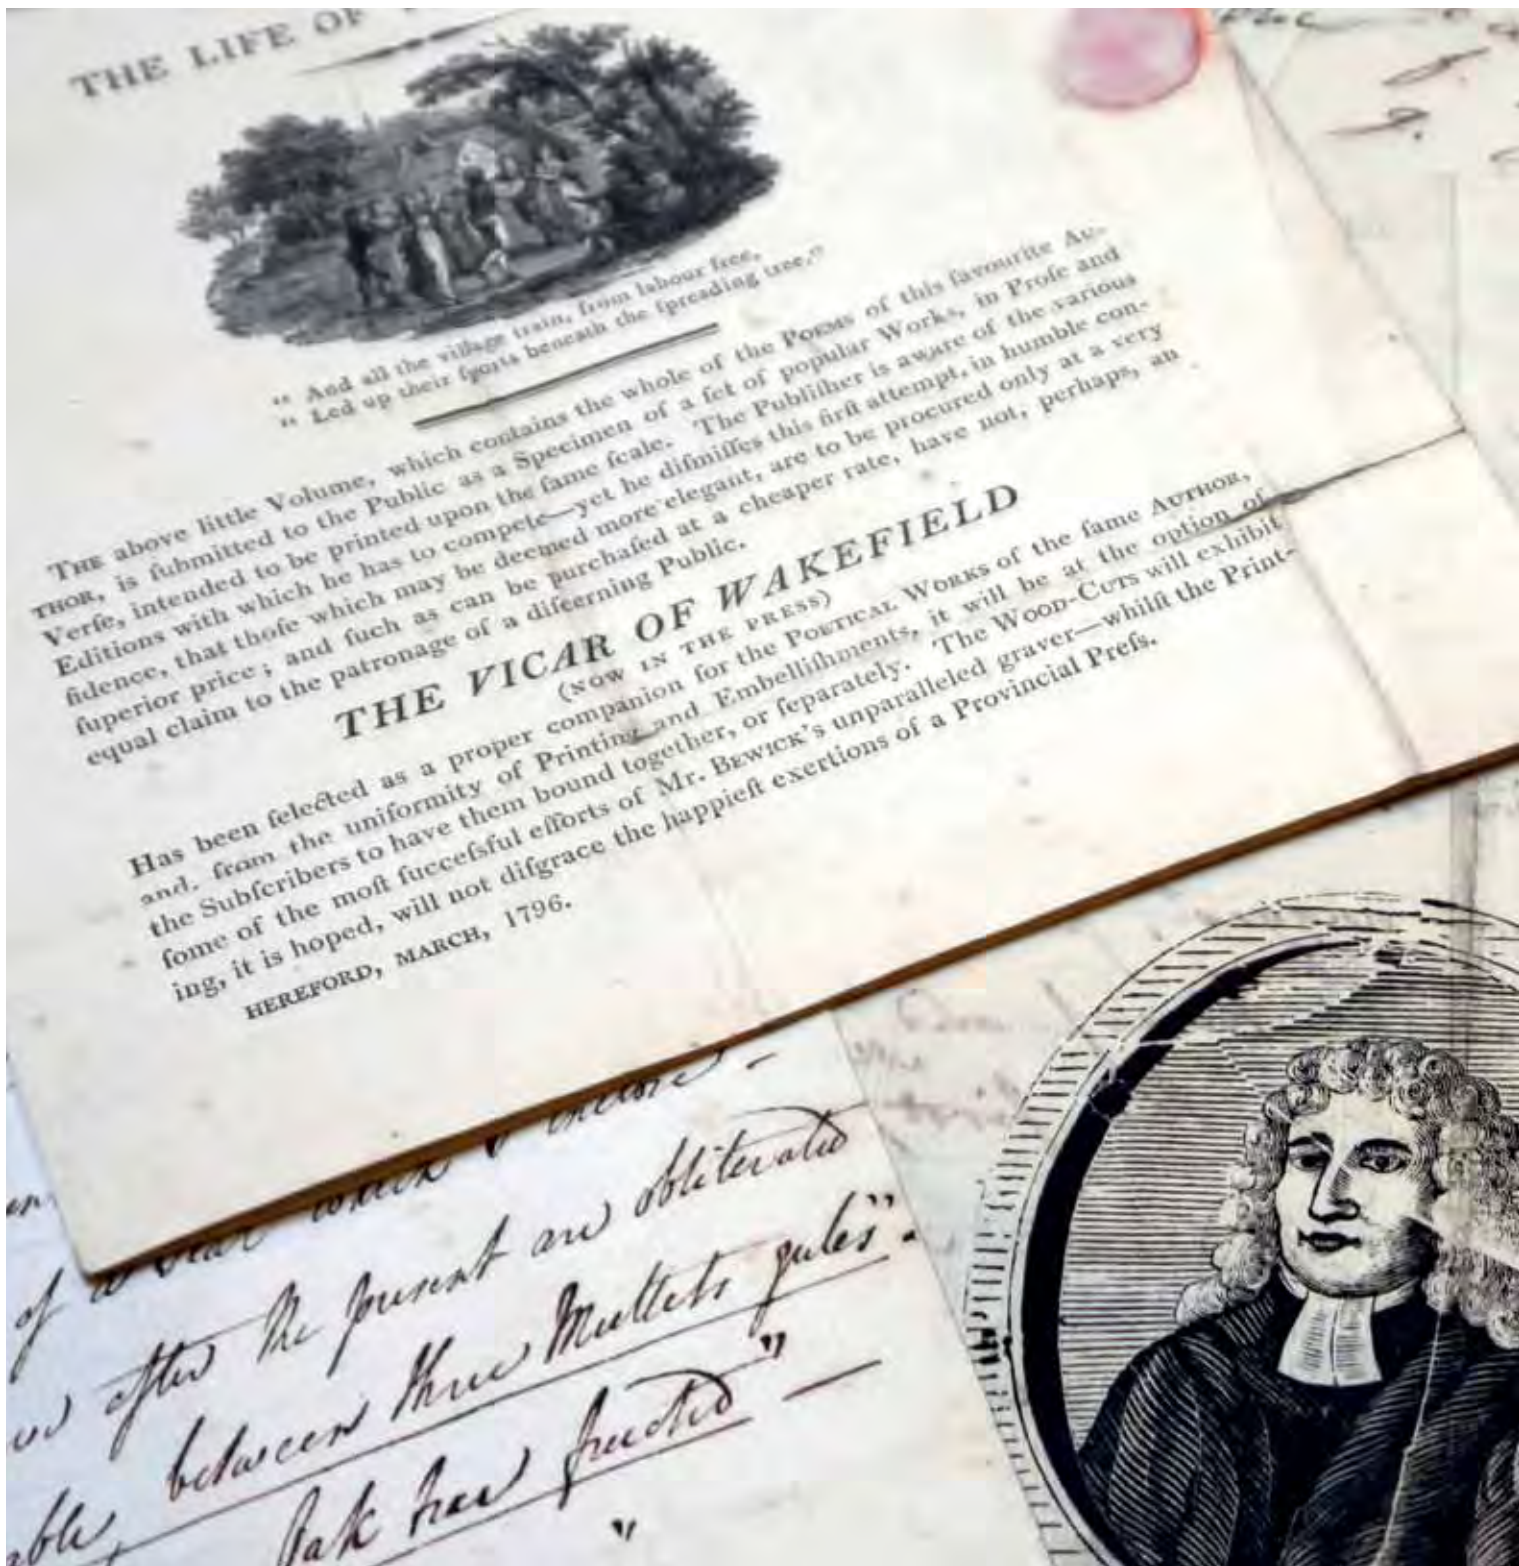 THE LIFE OF
“ And all the village train, from labour free,
“ Led up their ſports beneath the ſpreading tree.”
THE above little Volume, which contains the whole of the POEMS of this favourite AU-
THOR, is ſubmitted to the Public as a Specimen of a ſet of popular Works, in Proſe and
Verſe, intended to be printed upon the ſame ſcale. The Publiſher is aware of the various
Editions with which he has to compete—yet he diſmiſſes this firſt attempt, in humble con-
fidence, that thoſe which may be deemed more elegant, are to be procured only at a very
ſuperior price; and ſuch as can be purchaſed at a cheaper rate, have not, perhaps, an
equal claim to the patronage of a diſcerning Public.
THE VICAR OF WAKEFIELD
(NOW IN THE PRESS)
Has been ſelected as a proper companion for the POETICAL WORKS of the ſame AUTHOR,
and, from the uniformity of Printing and Embelliſhments, it will be at the option of
the Subſcribers to have them bound together, or ſeparately. The WOOD-CUTS will exhibit
ſome of the moſt ſucceſsful efforts of Mr. BEWICK's unparalleled graver—whilſt the Print-
ing, it is hoped, will not diſgrace the happieſt exertions of a Provincial Preſs.
HEREFORD, MARCH, 1796.
of a
after the present are obliterated
between three Mullets gules”.
Oak tree fructed” —